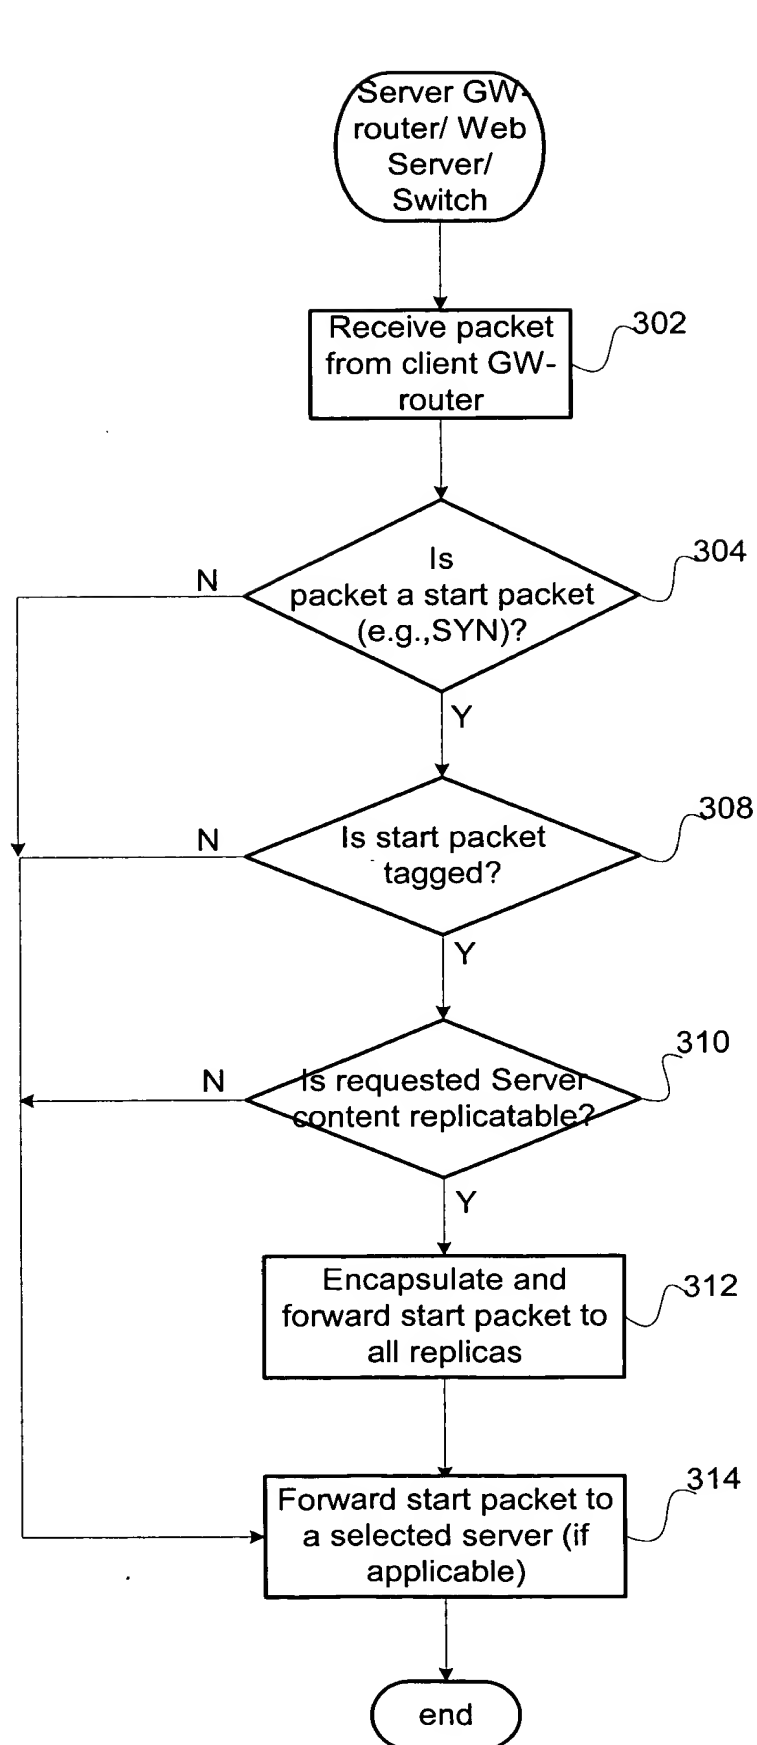 Server GW-
router/ Web
Server/
Switch
Receive packet
from client GW-
router
302
Is
packet a start packet
(e.g.,SYN)?
304
N
Y
Is start packet
tagged?
308
N
Y
Is requested Server
content replicatable?
310
N
Y
Encapsulate and
forward start packet to
all replicas
312
Forward start packet to
a selected server (if
applicable)
314
end